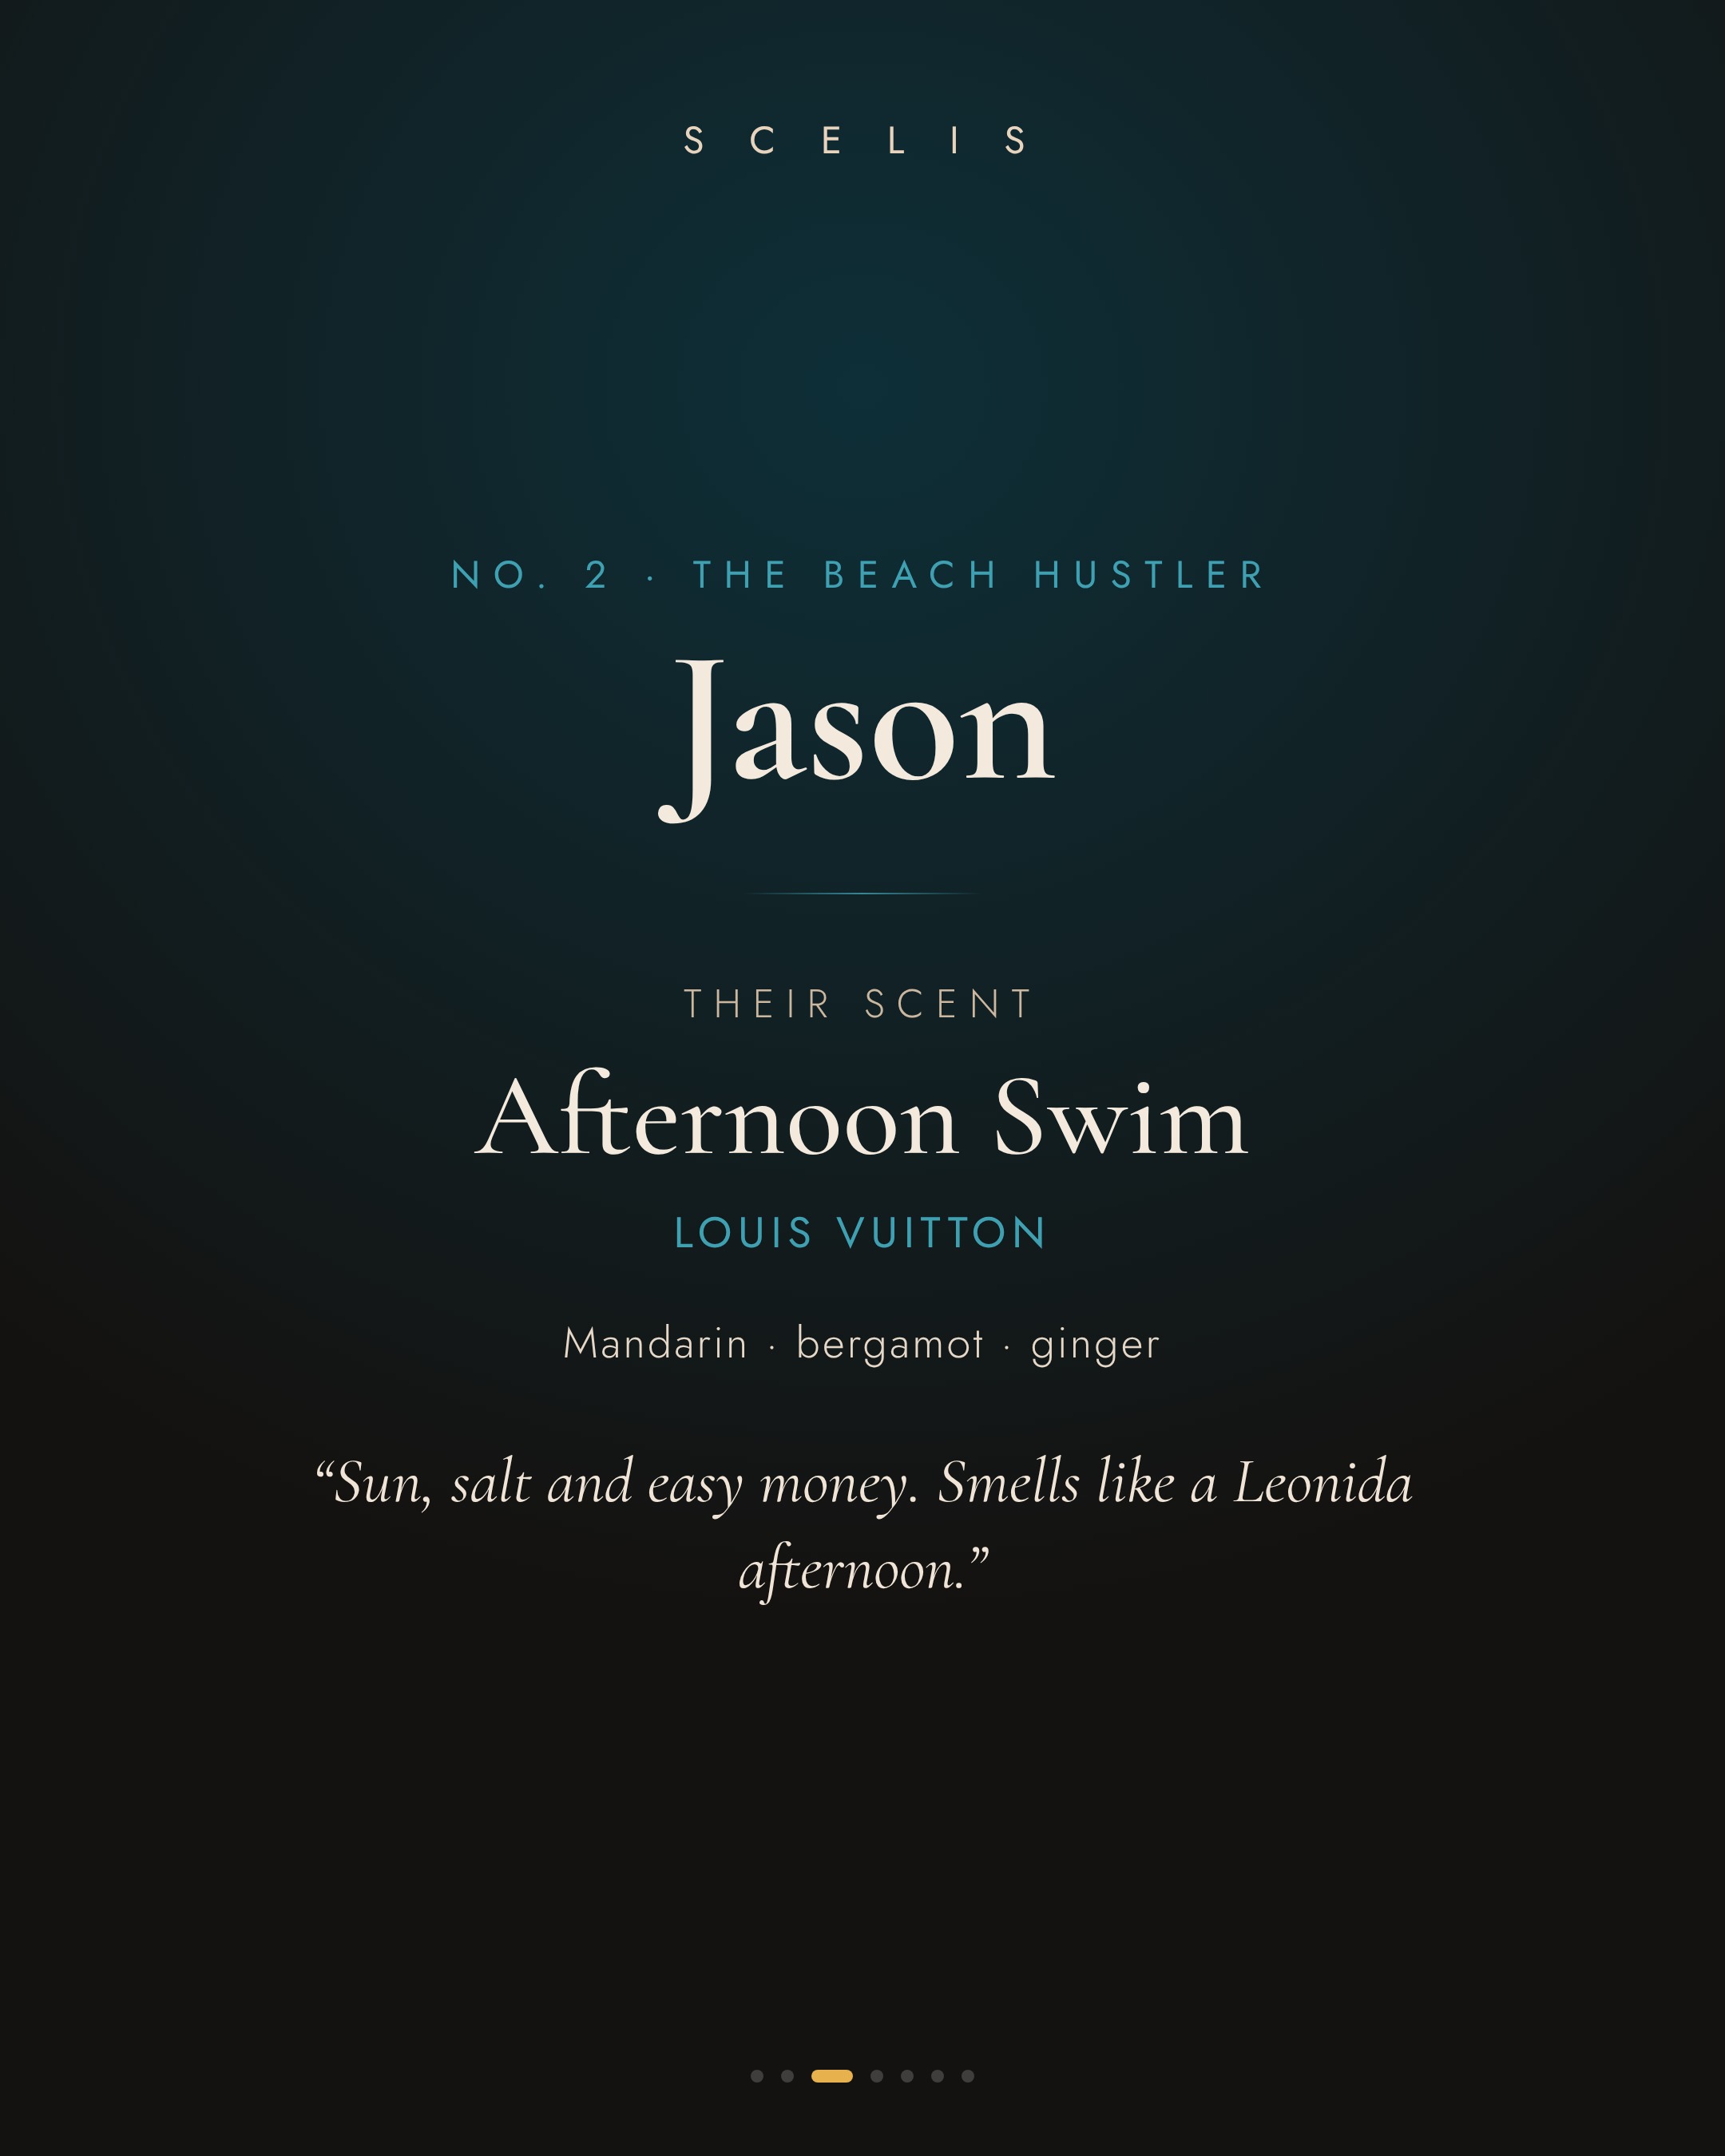 SCELIS
NO. 2 · THE BEACH HUSTLER
Jason
THEIR SCENT
Afternoon Swim
LOUIS VUITTON
Mandarin · bergamot · ginger
“Sun, salt and easy money. Smells like a Leonida
afternoon.”